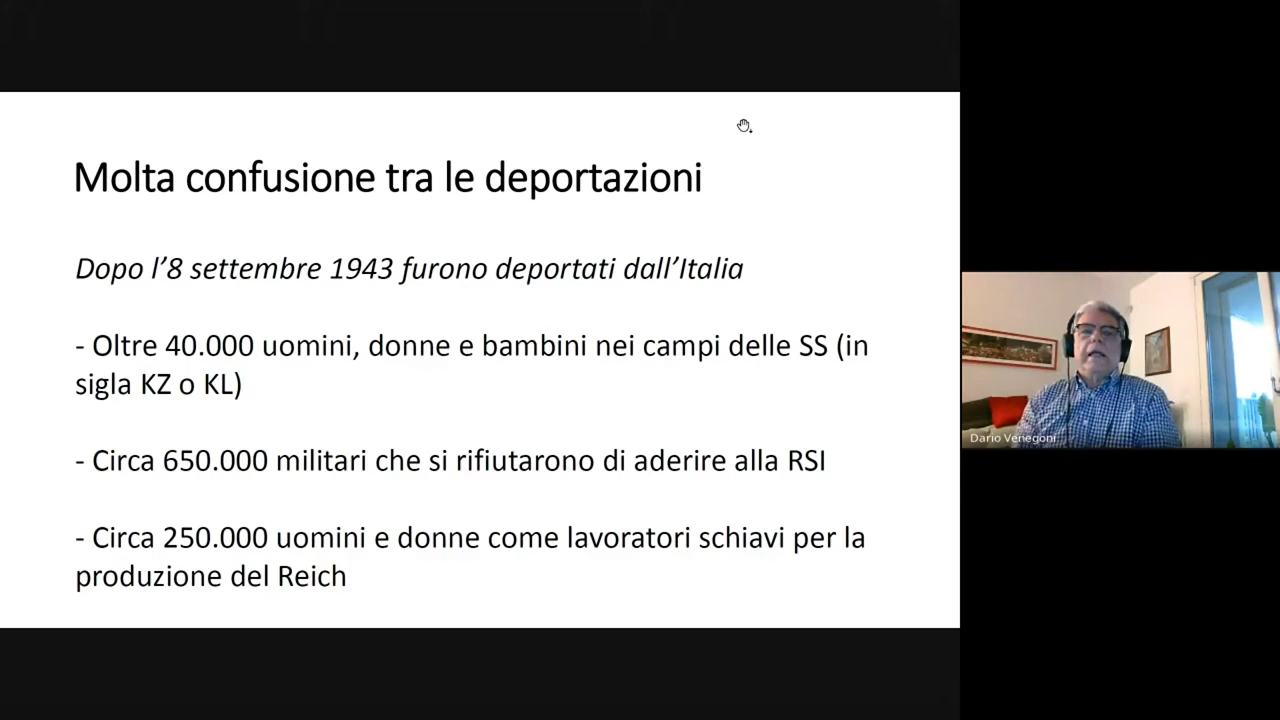 Molta confusione tra le deportazioni
Dopo l’8 settembre 1943 furono deportati dall’Italia
- Oltre 40.000 uomini, donne e bambini nei campi delle SS (in
sigla KZ o KL)
- Circa 650.000 militari che si rifiutarono di aderire alla RSI
- Circa 250.000 uomini e donne come lavoratori schiavi per la
produzione del Reich
Dario Venegoni